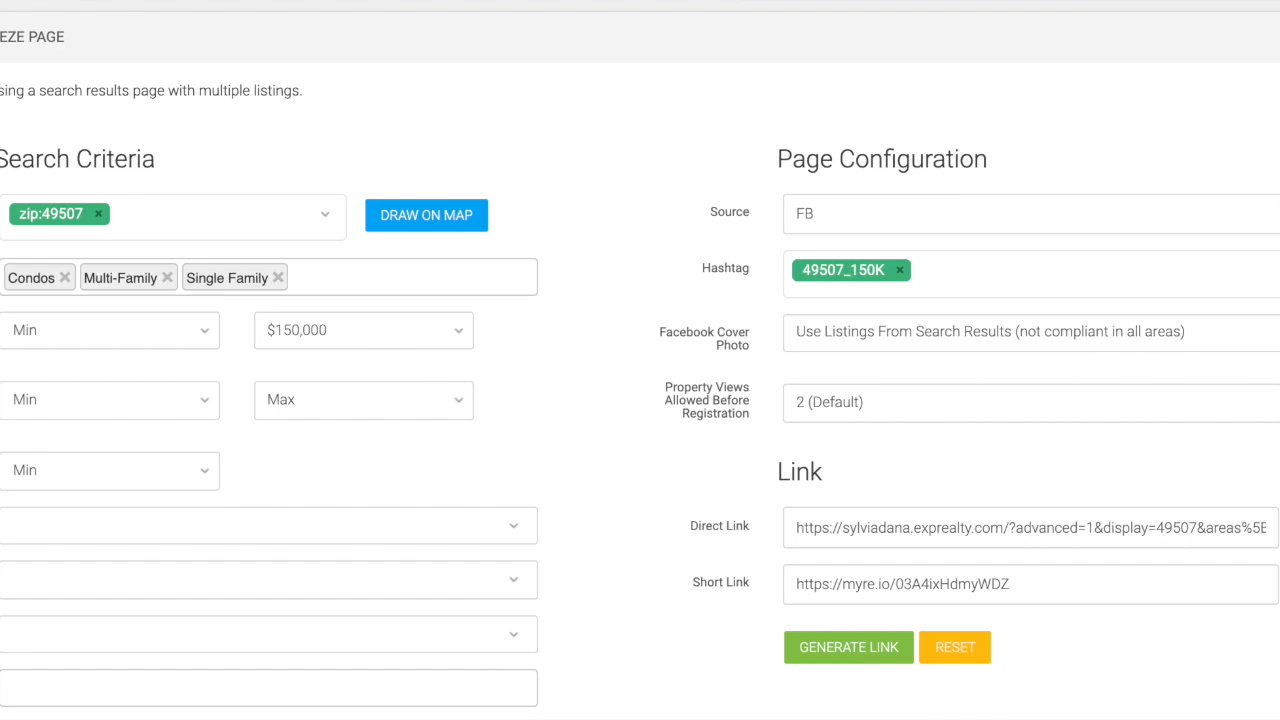 EZE PAGE
sing a search results page with multiple listings.
Search Criteria
zip:49507 ×
DRAW ON MAP
Condos ×
Multi-Family ×
Single Family ×
Min
$150,000
Min
Max
Min
Page Configuration
Source
FB
Hashtag
49507_150K ×
Facebook Cover
Photo
Use Listings From Search Results (not compliant in all areas)
Property Views
Allowed Before
Registration
2 (Default)
Link
Direct Link
https://sylviadana.exprealty.com/?advanced=1&display=49507&areas%5E
Short Link
https://myre.io/03A4ixHdmyWDZ
GENERATE LINK
RESET